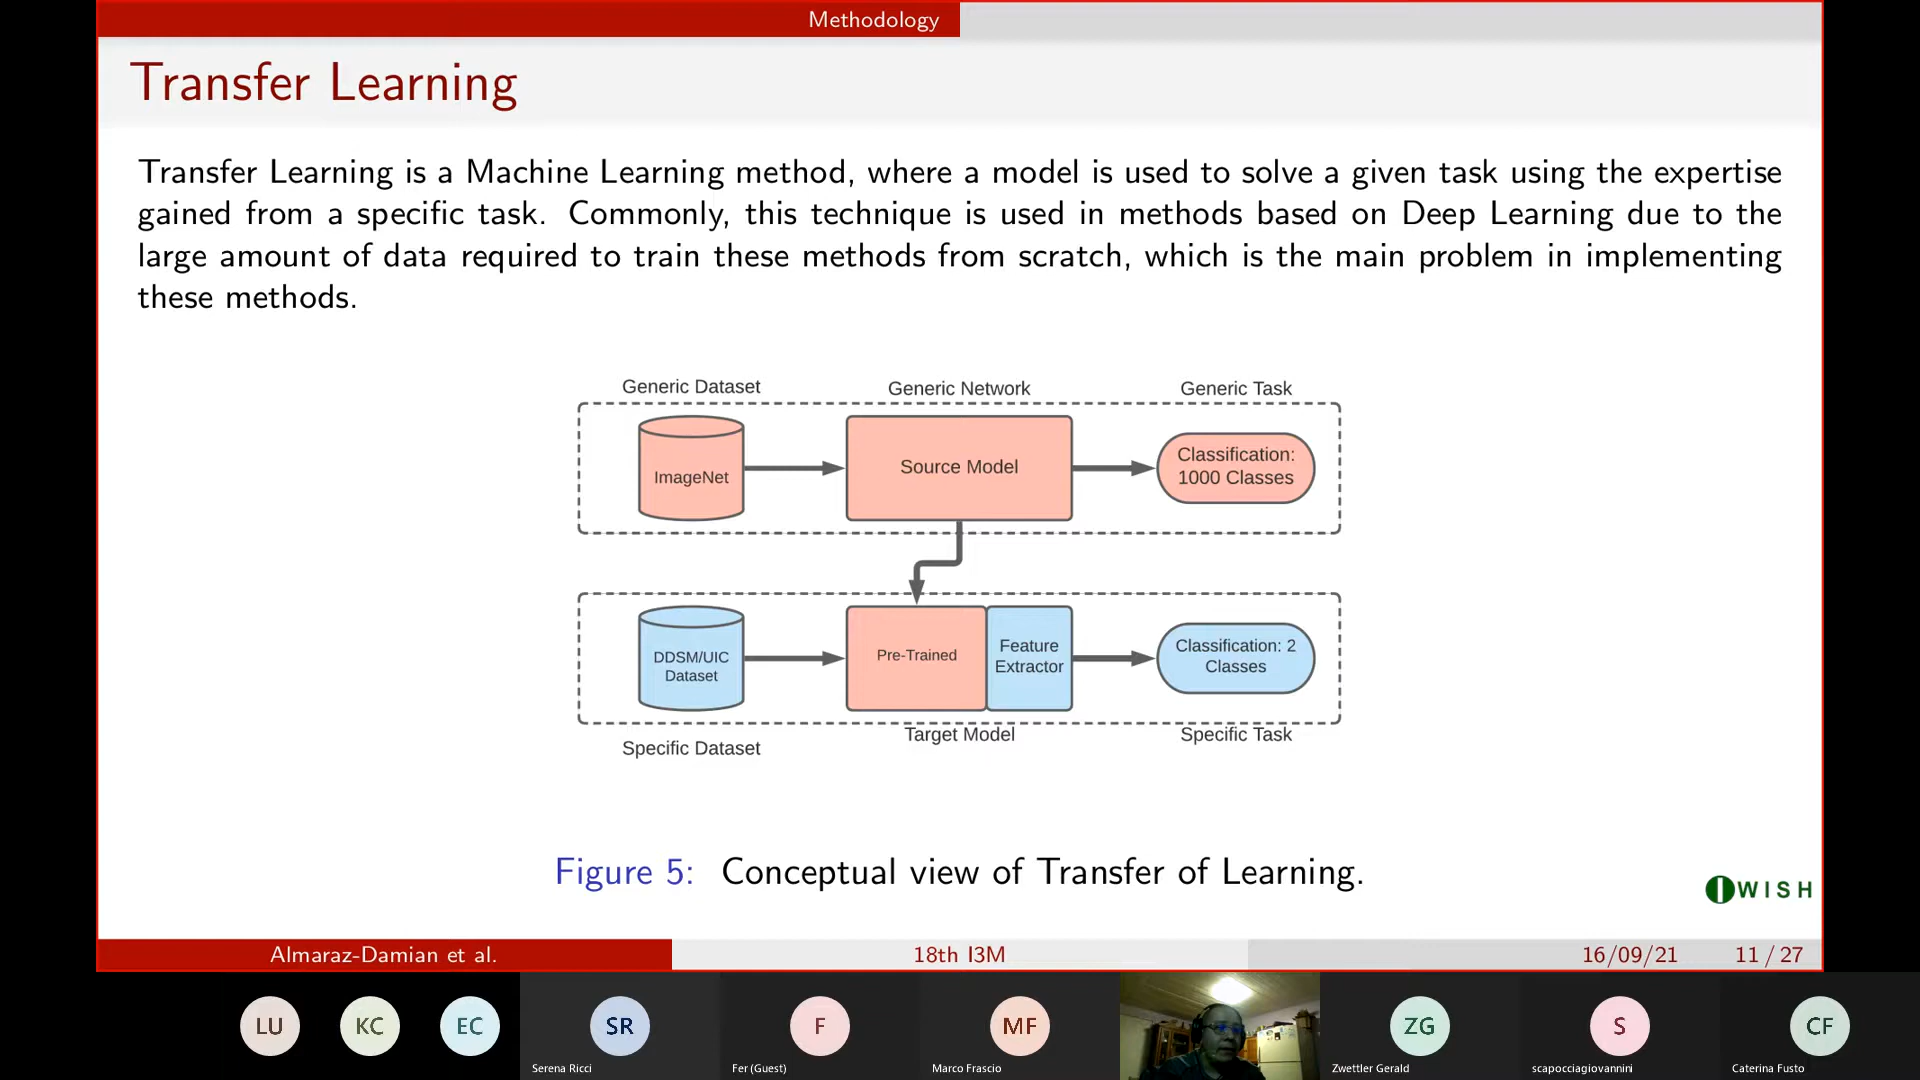 Methodology
Transfer Learning
Transfer Learning is a Machine Learning method, where a model is used to solve a given task using the expertise
gained from a specific task. Commonly, this technique is used in methods based on Deep Learning due to the
large amount of data required to train these methods from scratch, which is the main problem in implementing
these methods.
Generic Dataset
Generic Network
Generic Task
ImageNet
Source Model
Classification:
1000 Classes
DDSM/UIC
Dataset
Pre-Trained
Feature
Extractor
Classification: 2
Classes
Specific Dataset
Target Model
Specific Task
Figure 5: Conceptual view of Transfer of Learning.
WISH
Almaraz-Damian et al.
18th I3M
16/09/21
11 / 27
LU
KC
EC
SR
F
MF
ZG
S
CF
Serena Ricci
Fer (Guest)
Marco Frascio
Zwettler Gerald
scapocciagiovannini
Caterina Fusto